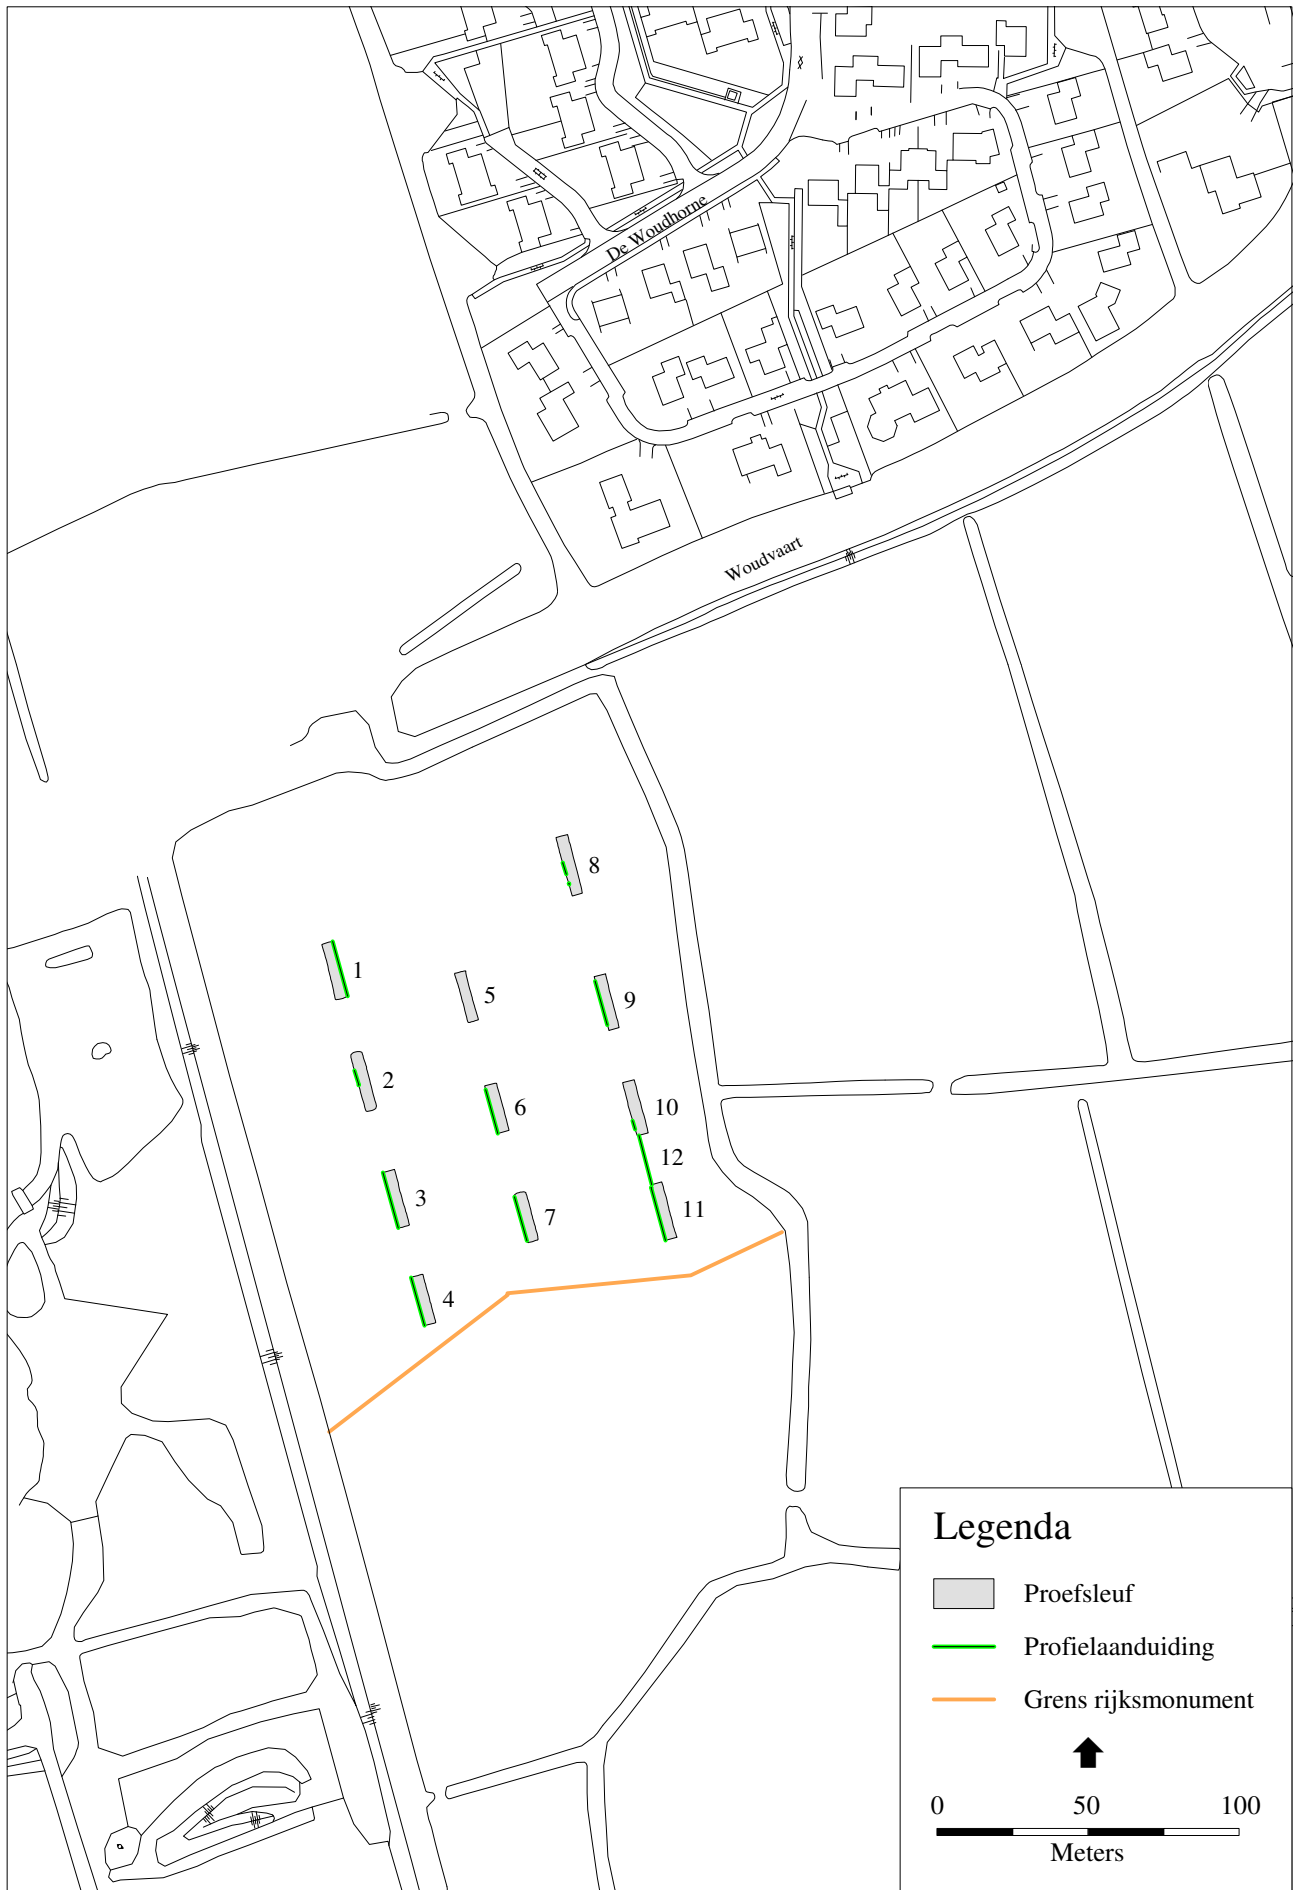 De Woudhorne
Woudvaart
8
1
5
9
2
6
10
12
3
7
11
4
Legenda
Proefsleuf
Profielaanduiding
Grens rijksmonument
0 50 100
Meters